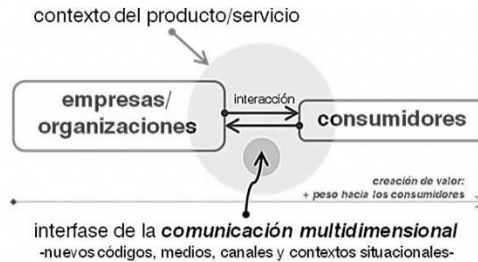 contexto del producto/servicio
empresas/
organizaciones
interacción
consumidores
creación de valor:
+ peso hacia los consumidores
interfase de la comunicación multidimensional
-nuevos códigos, medios, canales y contextos situacionales-